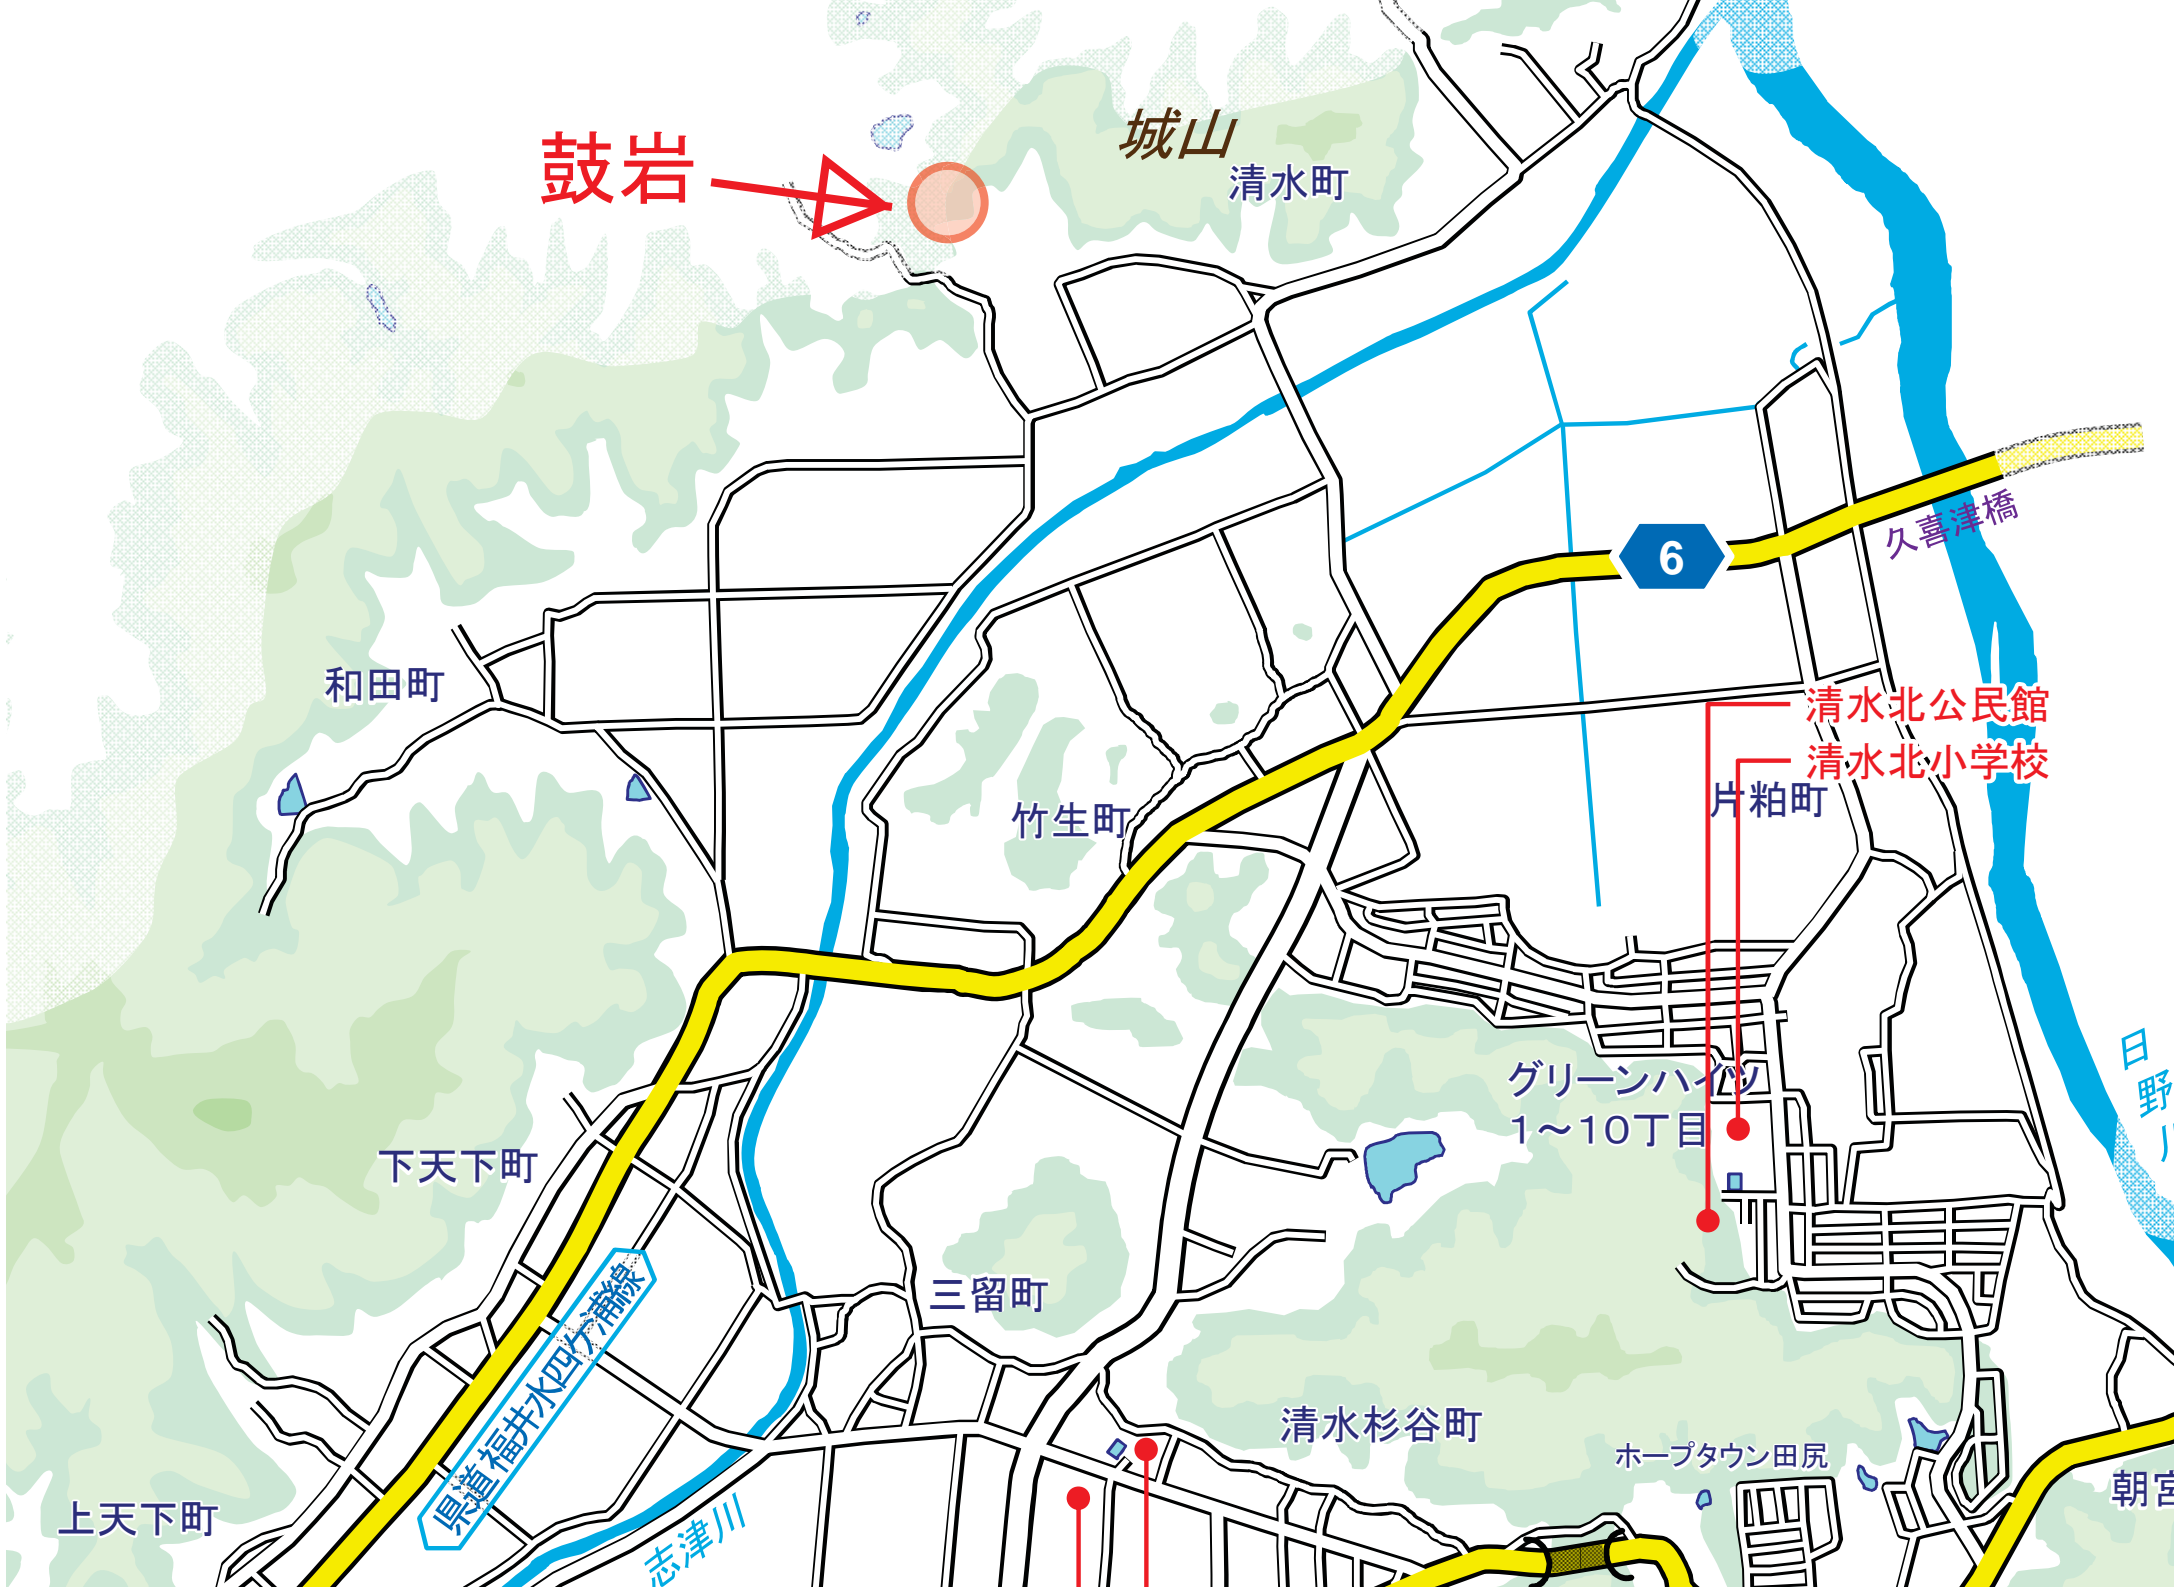 城山
鼓岩
清水町
6
久喜津橋
和田町
清水北公民館
清水北小学校
片粕町
竹生町
日野川
グリーンハイツ
1～10丁目
下天下町
三留町
県道福井水四ケ浦線
清水杉谷町
ホープタウン田尻
朝宮
上天下町
志津川